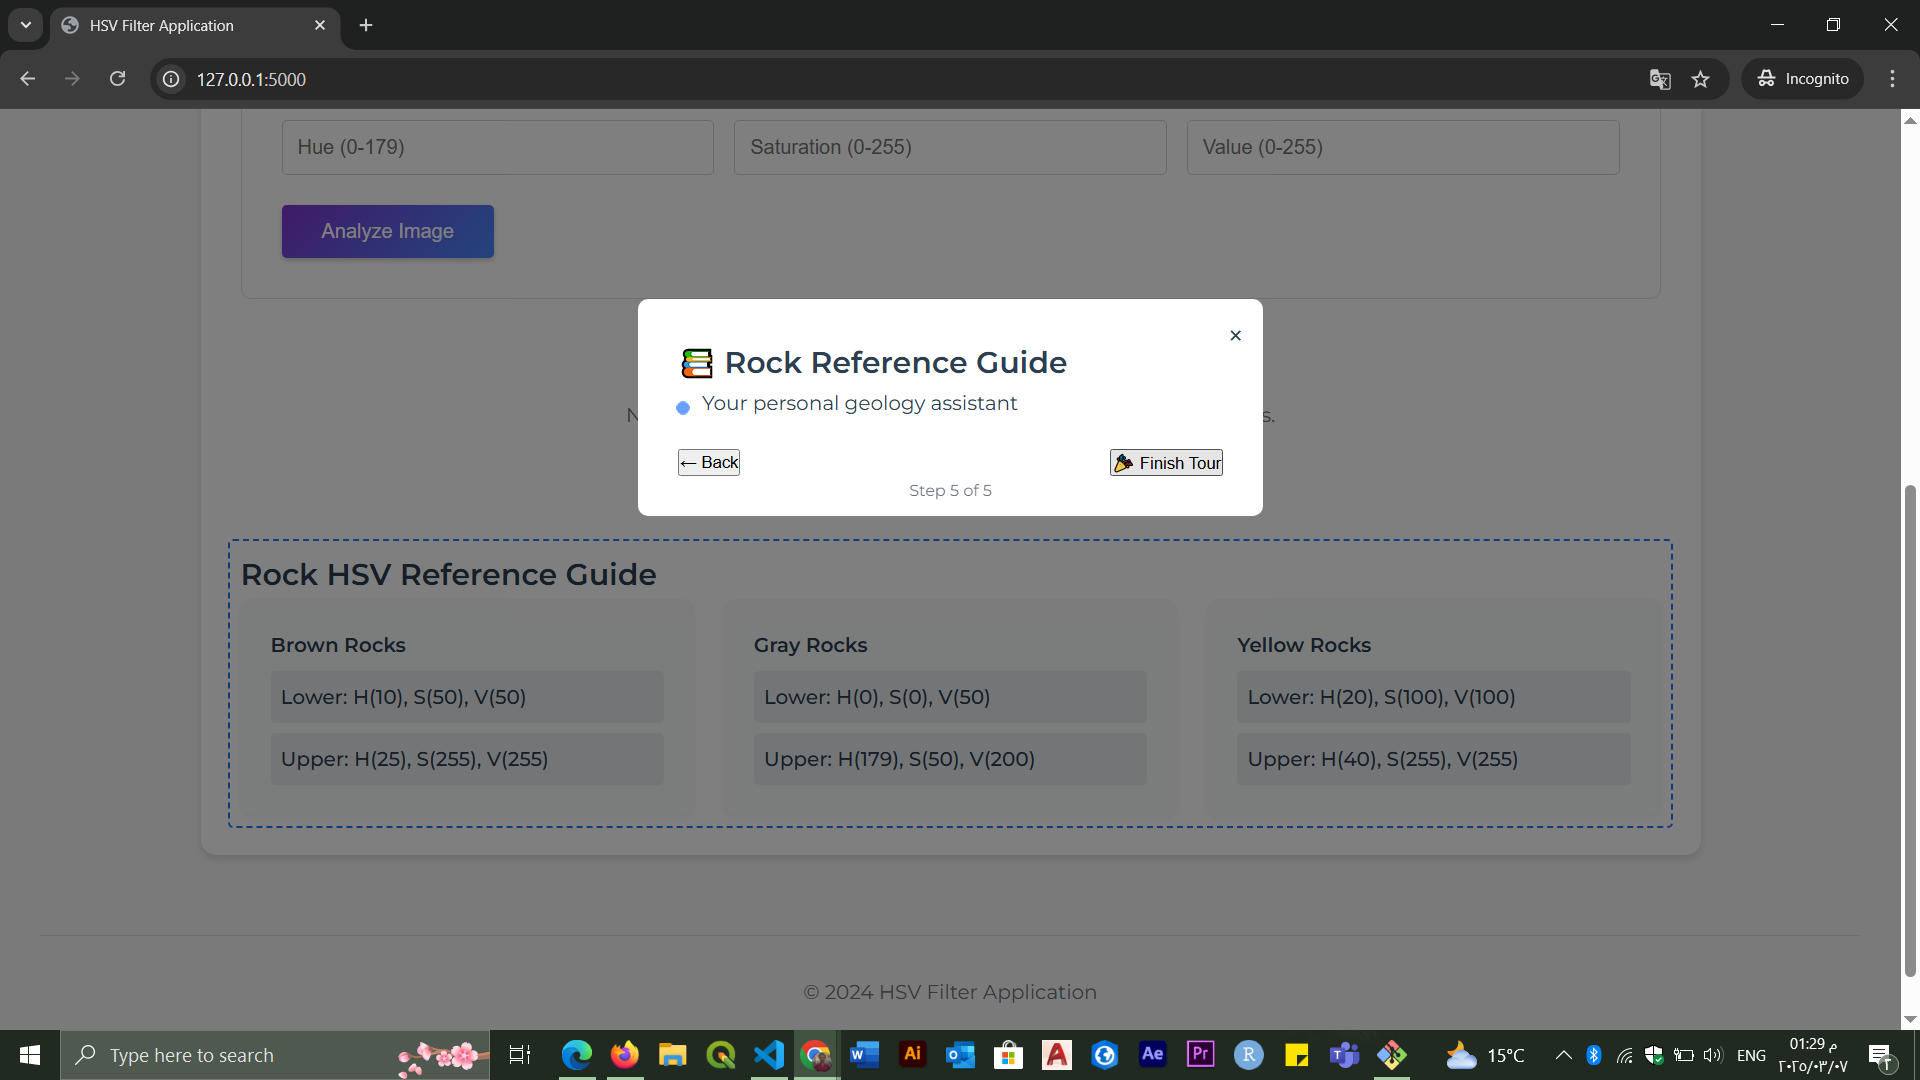 HSV Filter Application
127.0.0.1:5000
Incognito
Hue (0-179)
Saturation (0-255)
Value (0-255)
Analyze Image
Rock Reference Guide
Your personal geology assistant
← Back
Finish Tour
Step 5 of 5
N
s.
Rock HSV Reference Guide
Brown Rocks
Lower: H(10), S(50), V(50)
Upper: H(25), S(255), V(255)
Gray Rocks
Lower: H(0), S(0), V(50)
Upper: H(179), S(50), V(200)
Yellow Rocks
Lower: H(20), S(100), V(100)
Upper: H(40), S(255), V(255)
© 2024 HSV Filter Application
Type here to search
15°C
ENG
01:29 م
٢٠٢٥/٠٣/٠٧
٢